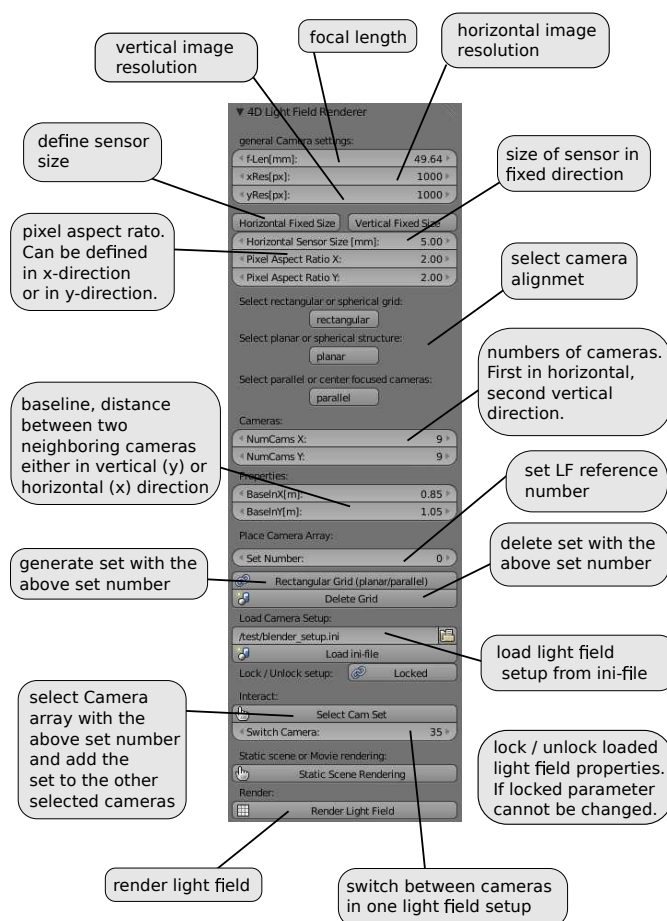 vertical image
resolution
focal length
horizontal image
resolution
define sensor
size
size of sensor in
fixed direction
pixel aspect rato.
Can be defined
in x-direction
or in y-direction.
select camera
alignmet
numbers of cameras.
First in horizontal,
second vertical
direction.
baseline, distance
between two
neighboring cameras
either in vertical (y) or
horizontal (x) direction
set LF reference
number
generate set with the
above set number
delete set with the
above set number
load light field
setup from ini-file
select Camera
array with the
above set number
and add the
set to the other
selected cameras
lock / unlock loaded
light field properties.
If locked parameter
cannot be changed.
render light field
switch between cameras
in one light field setup
4D Light Field Renderer
general Camera settings:
f-Len[mm]: 49.64
xRes[px]: 1000
yRes[px]: 1000
Horizontal Fixed Size Vertical Fixed Size
Horizontal Sensor Size [mm]: 5.00
Pixel Aspect Ratio X: 2.00
Pixel Aspect Ratio Y: 2.00
Select rectangular or spherical grid:
rectangular
Select planar or spherical structure:
planar
Select parallel or center focused cameras:
parallel
Cameras:
NumCams X: 9
NumCams Y: 9
Properties:
BaselnX[m]: 0.85
BaselnY[m]: 1.05
Place Camera Array:
Set Number: 0
Rectangular Grid (planar/parallel)
Delete Grid
Load Camera Setup:
/test/blender_setup.ini
Load ini-file
Lock / Unlock setup: Locked
Interact:
Select Cam Set
Switch Camera: 35
Static scene or Movie rendering:
Static Scene Rendering
Render:
Render Light Field